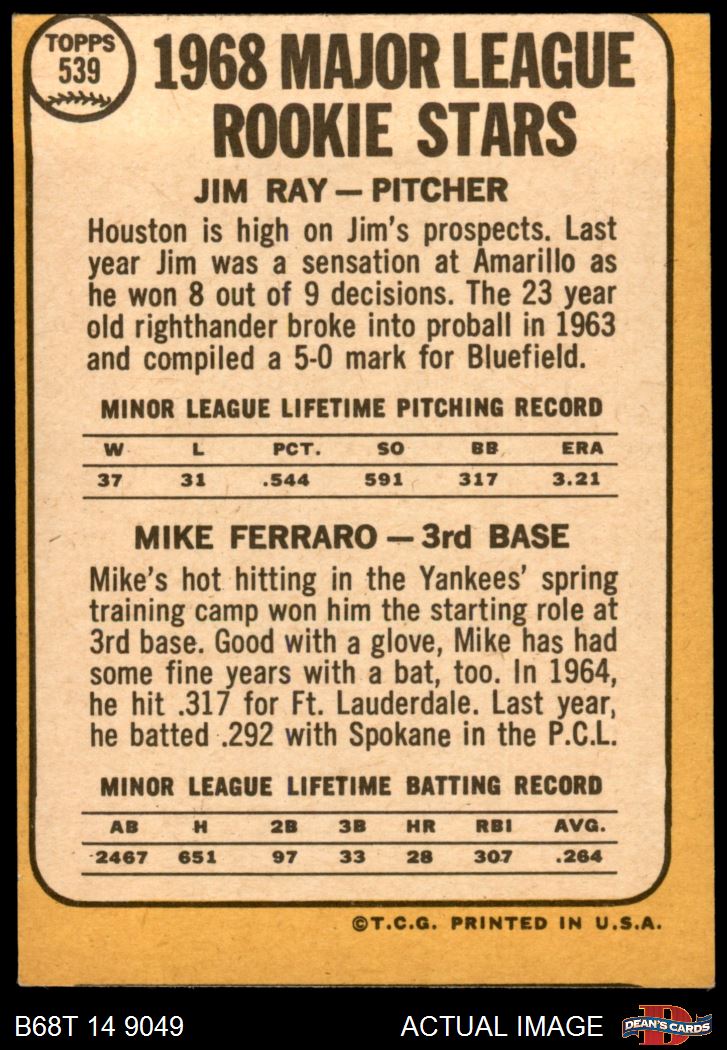 TOPPS
539
1968 MAJOR LEAGUE
ROOKIE STARS
JIM RAY — PITCHER
Houston is high on Jim's prospects. Last
year Jim was a sensation at Amarillo as
he won 8 out of 9 decisions. The 23 year
old righthander broke into proball in 1963
and compiled a 5-0 mark for Bluefield.
MINOR LEAGUE LIFETIME PITCHING RECORD
W L PCT. SO BB ERA
37 31 .544 591 317 3.21
MIKE FERRARO — 3rd BASE
Mike's hot hitting in the Yankees' spring
training camp won him the starting role at
3rd base. Good with a glove, Mike has had
some fine years with a bat, too. In 1964,
he hit .317 for Ft. Lauderdale. Last year,
he batted .292 with Spokane in the P.C.L.
MINOR LEAGUE LIFETIME BATTING RECORD
AB H 2B 3B HR RBI AVG.
2467 651 97 33 28 307 .264
©T.C.G. PRINTED IN U.S.A.
B68T 14 9049
ACTUAL IMAGE
D
DEAN'S CARDS